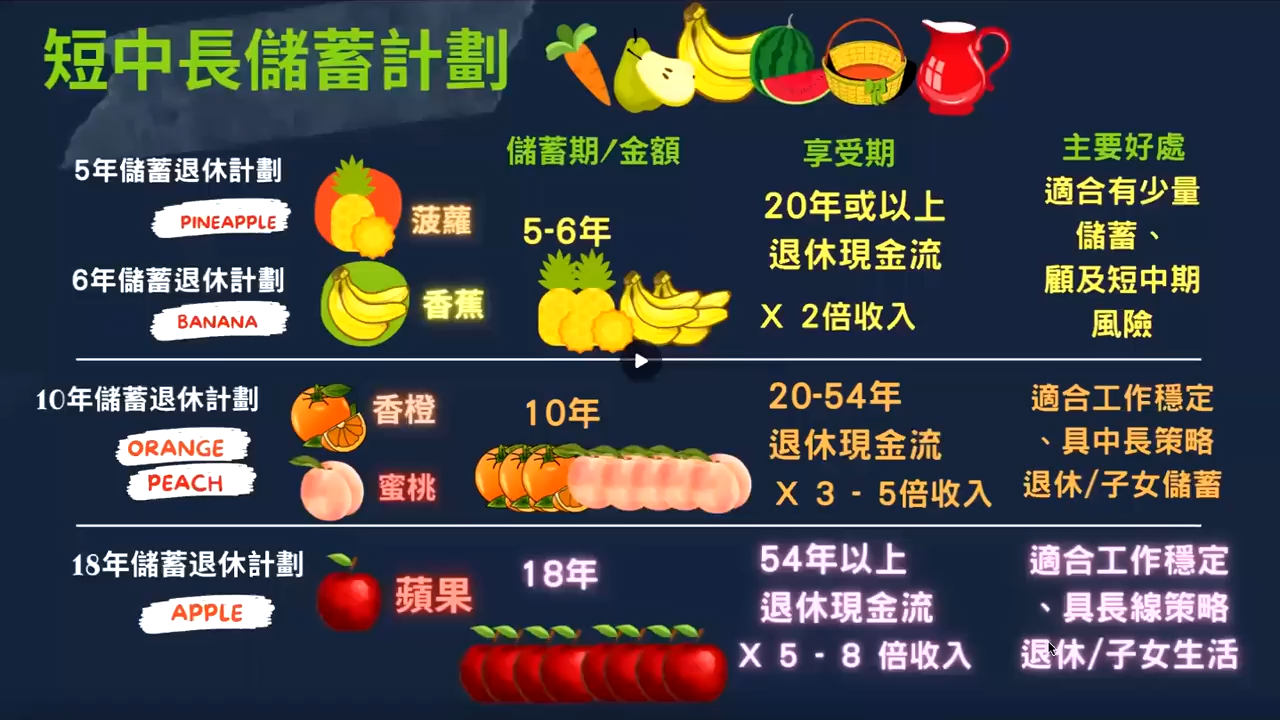 短中長儲蓄計劃
儲蓄期/金額
享受期
主要好處
5年儲蓄退休計劃
PINEAPPLE
菠蘿
6年儲蓄退休計劃
BANANA
香蕉
5-6年
20年或以上
退休現金流
X 2倍收入
適合有少量
儲蓄、
顧及短中期
風險
10年儲蓄退休計劃
ORANGE
PEACH
香橙
蜜桃
10年
20-54年
退休現金流
X 3 - 5倍收入
適合工作穩定
、具中長策略
退休/子女儲蓄
18年儲蓄退休計劃
APPLE
蘋果
18年
54年以上
退休現金流
X 5 - 8 倍收入
適合工作穩定
、具長線策略
退休/子女生活